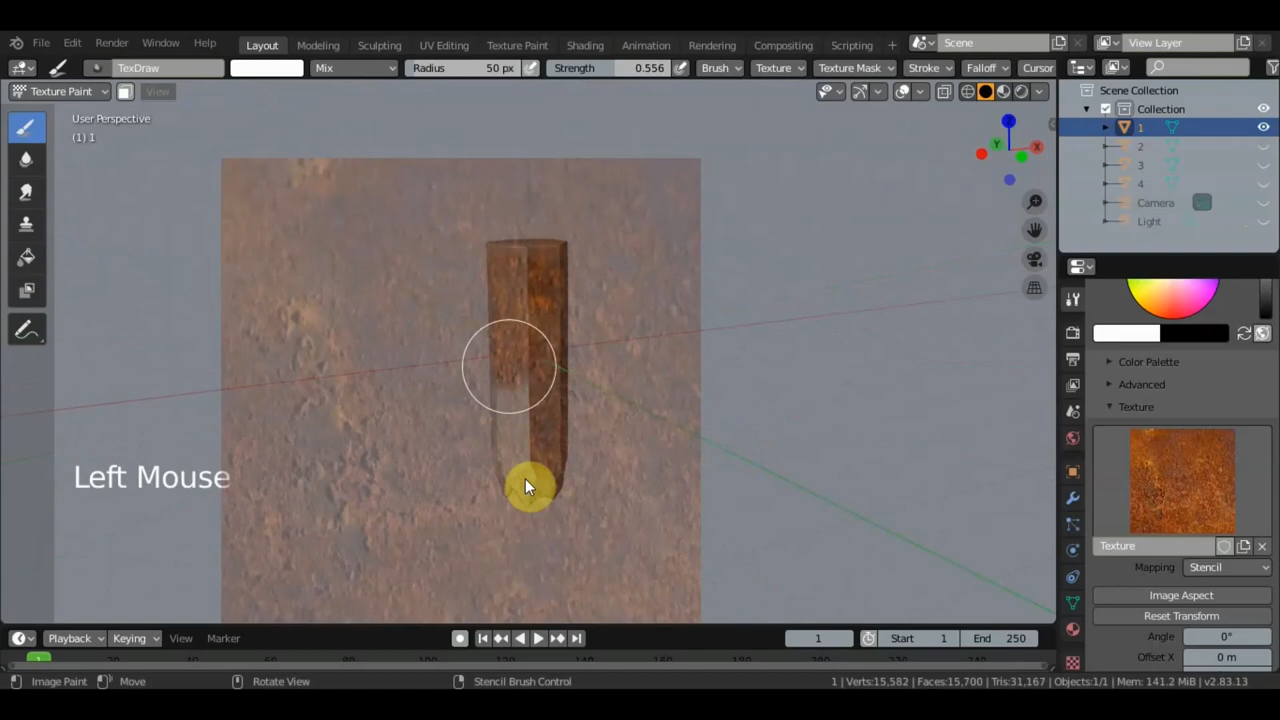 File Edit Render Window Help Layout Modeling Sculpting UV Editing Texture Paint Shading Animation Rendering Compositing Scripting + Scene View Layer
TexDraw Mix Radius 50 px Strength 0.556 Brush Texture Texture Mask Stroke Falloff Cursor
Texture Paint View
Scene Collection
User Perspective
(1) 1
Collection
1
2
3
4
Camera
Light
Z
Y
X
Color Palette
Advanced
Texture
Left Mouse
Texture
Mapping Stencil
Image Aspect
Reset Transform
Angle 0°
Offset X 0 m
Playback Keying View Marker 1 Start 1 End 250
1
Image Paint Move Rotate View Stencil Brush Control 1 | Verts:15,582 | Faces:15,700 | Tris:31,167 | Objects:1/1 | Mem: 141.2 MiB | v2.83.13